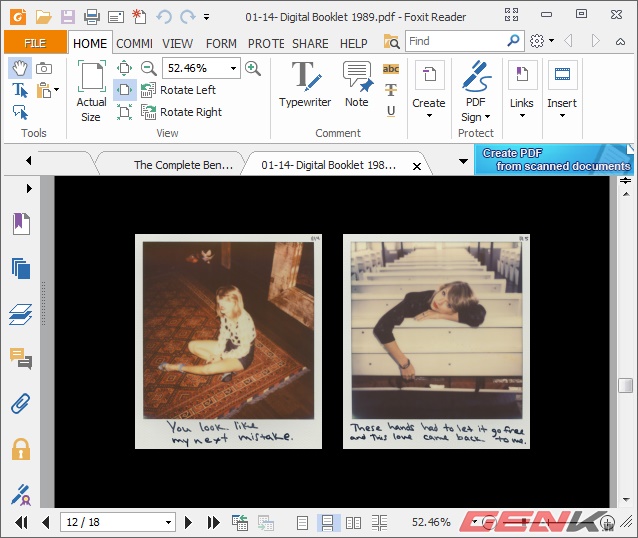 01-14- Digital Booklet 1989.pdf - Foxit Reader
FILE HOME COMMI VIEW FORM PROTE SHARE HELP Find
52.46%
Rotate Left
Rotate Right
Actual
Size
Typewriter
Note
abc
T
U
Create
PDF
Sign
Links
Insert
Tools View Comment Protect
The Complete Ben...
01-14- Digital Booklet 198...
Create PDF
from scanned documents
You look like
my next mistake.
These hands had to let it go free
and this love came back to me.
12 / 18
52.46%
GENK